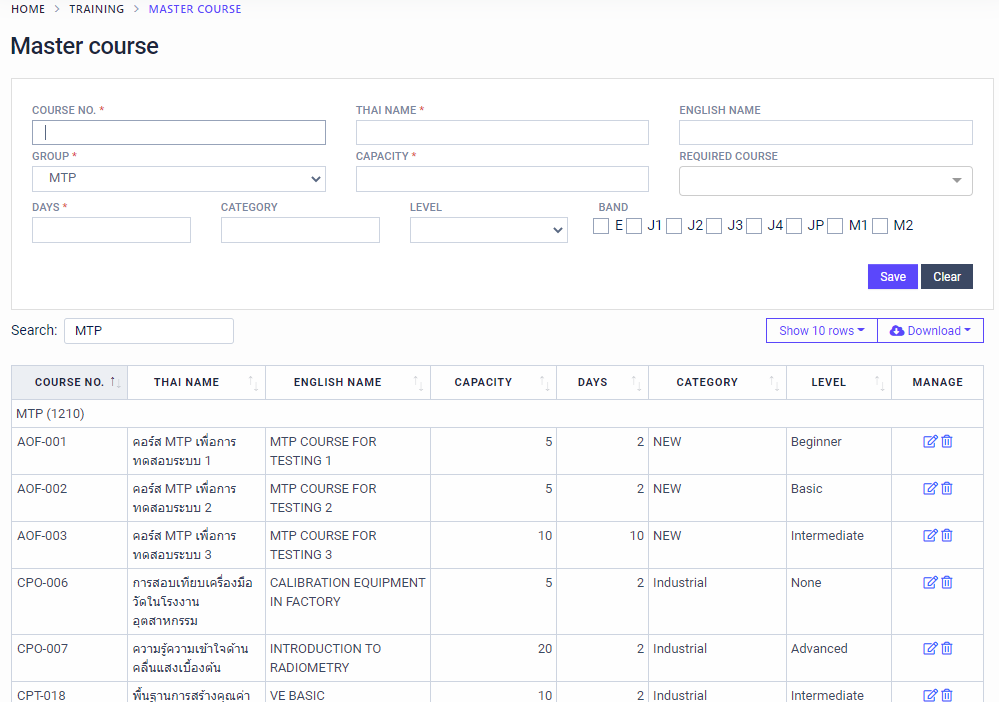 HOME > TRAINING > MASTER COURSE
Master course
COURSE NO. * THAI NAME * ENGLISH NAME
GROUP * CAPACITY * REQUIRED COURSE
MTP
DAYS * CATEGORY LEVEL BAND
E J1 J2 J3 J4 JP M1 M2
Save Clear
Search: MTP Show 10 rows Download
COURSE NO. THAI NAME ENGLISH NAME CAPACITY DAYS CATEGORY LEVEL MANAGE
MTP (1210)
AOF-001 คอร์ส MTP เพื่อการ MTP COURSE FOR 5 2 NEW Beginner
ทดสอบระบบ 1 TESTING 1
AOF-002 คอร์ส MTP เพื่อการ MTP COURSE FOR 5 2 NEW Basic
ทดสอบระบบ 2 TESTING 2
AOF-003 คอร์ส MTP เพื่อการ MTP COURSE FOR 10 10 NEW Intermediate
ทดสอบระบบ 3 TESTING 3
CPO-006 การสอบเทียบเครื่องมือ CALIBRATION EQUIPMENT 5 2 Industrial None
วัดในโรงงาน IN FACTORY
อุตสาหกรรม
CPO-007 ความรู้ความเข้าใจด้าน INTRODUCTION TO 20 2 Industrial Advanced
คลื่นแสงเบื้องต้น RADIOMETRY
CPT-018 พื้นฐานการสร้างคุณค่า VE BASIC 10 2 Industrial Intermediate